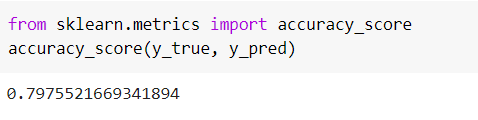 from sklearn.metrics import accuracy_score
accuracy_score(y_true, y_pred)
0.7975521669341894